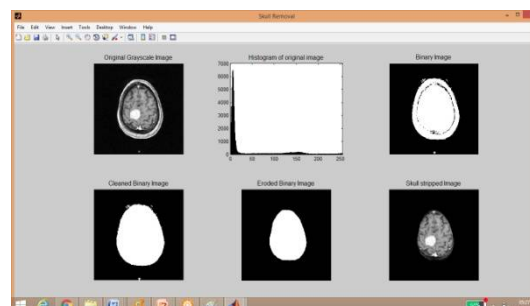 Skull Removal
File Edit View Insert Tools Desktop Window Help
Original Grayscale Image
Histogram of original image
Binary Image
7000
6000
5000
4000
3000
2000
1000
0
0 50 100 150 200 250
Cleaned Binary Image
Eroded Binary Image
Skull stripped Image